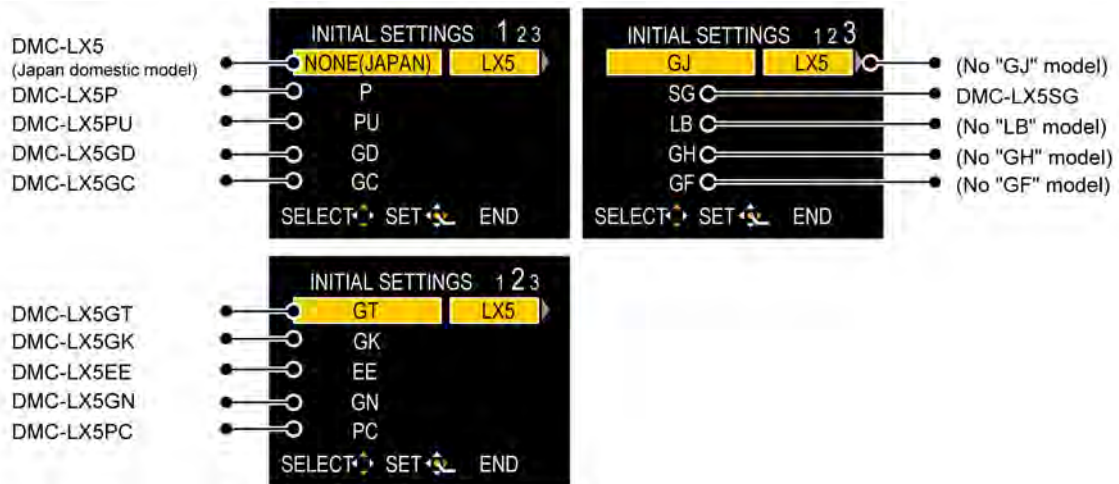 DMC-LX5
(Japan domestic model)
DMC-LX5P
DMC-LX5PU
DMC-LX5GD
DMC-LX5GC
INITIAL SETTINGS 1 2 3
NONE(JAPAN) LX5
P
PU
GD
GC
SELECT SET END
INITIAL SETTINGS 1 2 3
GJ LX5
SG
LB
GH
GF
SELECT SET END
(No "GJ" model)
DMC-LX5SG
(No "LB" model)
(No "GH" model)
(No "GF" model)
DMC-LX5GT
DMC-LX5GK
DMC-LX5EE
DMC-LX5GN
DMC-LX5PC
INITIAL SETTINGS 1 2 3
GT LX5
GK
EE
GN
PC
SELECT SET END